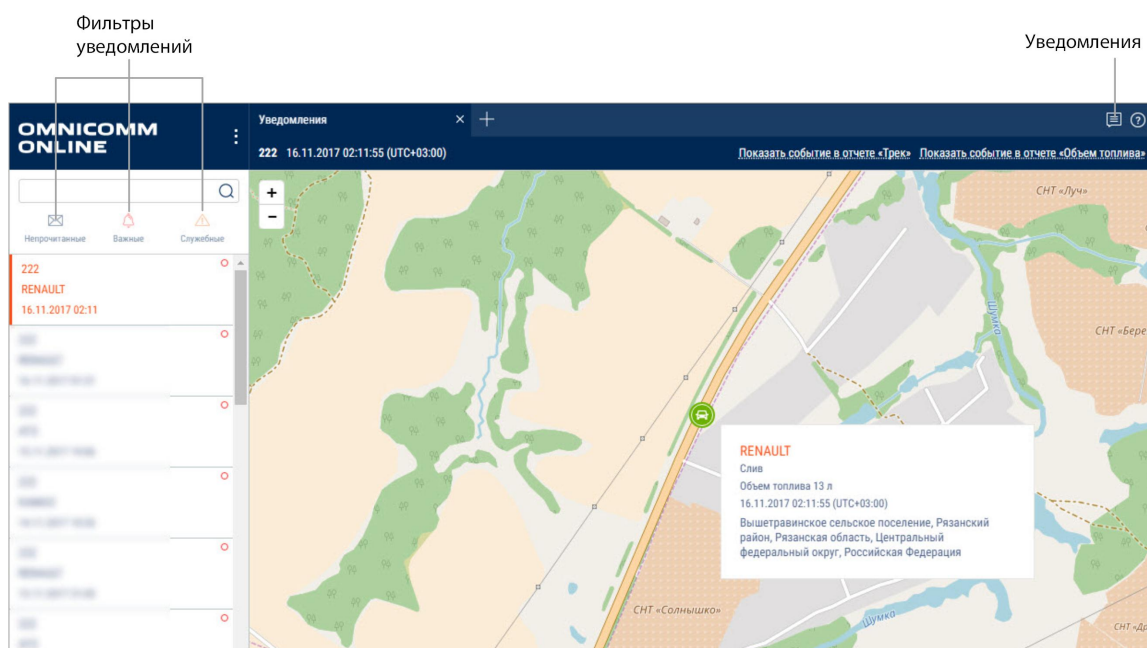 Фильтры
уведомлений
Уведомления
OMNICOMM
ONLINE
Уведомления
222 16.11.2017 02:11:55 (UTC+03:00)
Показать событие в отчете «Трек» Показать событие в отчете «Объем топлива»
Непрочитанные Важные Служебные
222
RENAULT
16.11.2017 02:11
СНТ «Луч»
Шумка
СНТ «Бере
RENAULT
Слив
Объем топлива 13 л
16.11.2017 02:11:55 (UTC+03:00)
Вышетравинское сельское поселение, Рязанский
район, Рязанская область, Центральный
федеральный округ, Российская Федерация
СНТ «Солнышко»
Шумка
СНТ «Др